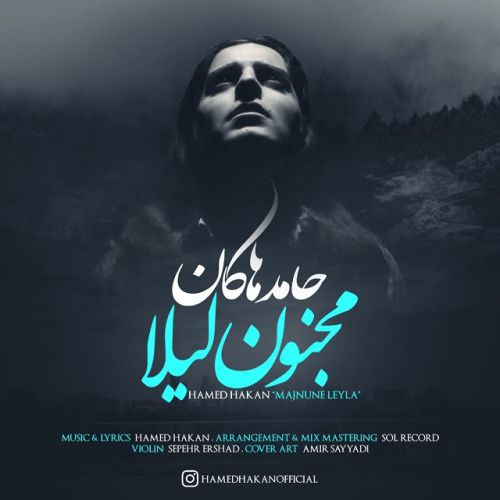 حامد هاکان
مجنون لیلا
HAMED HAKAN "MAJNUNE LEYLA"
MUSIC & LYRICS HAMED HAKAN . ARRANGEMENT & MIX MASTERING SOL RECORD
VIOLIN SEPEHR ERSHAD . COVER ART AMIR SAYYADI
HAMEDHAKANOFFICIAL